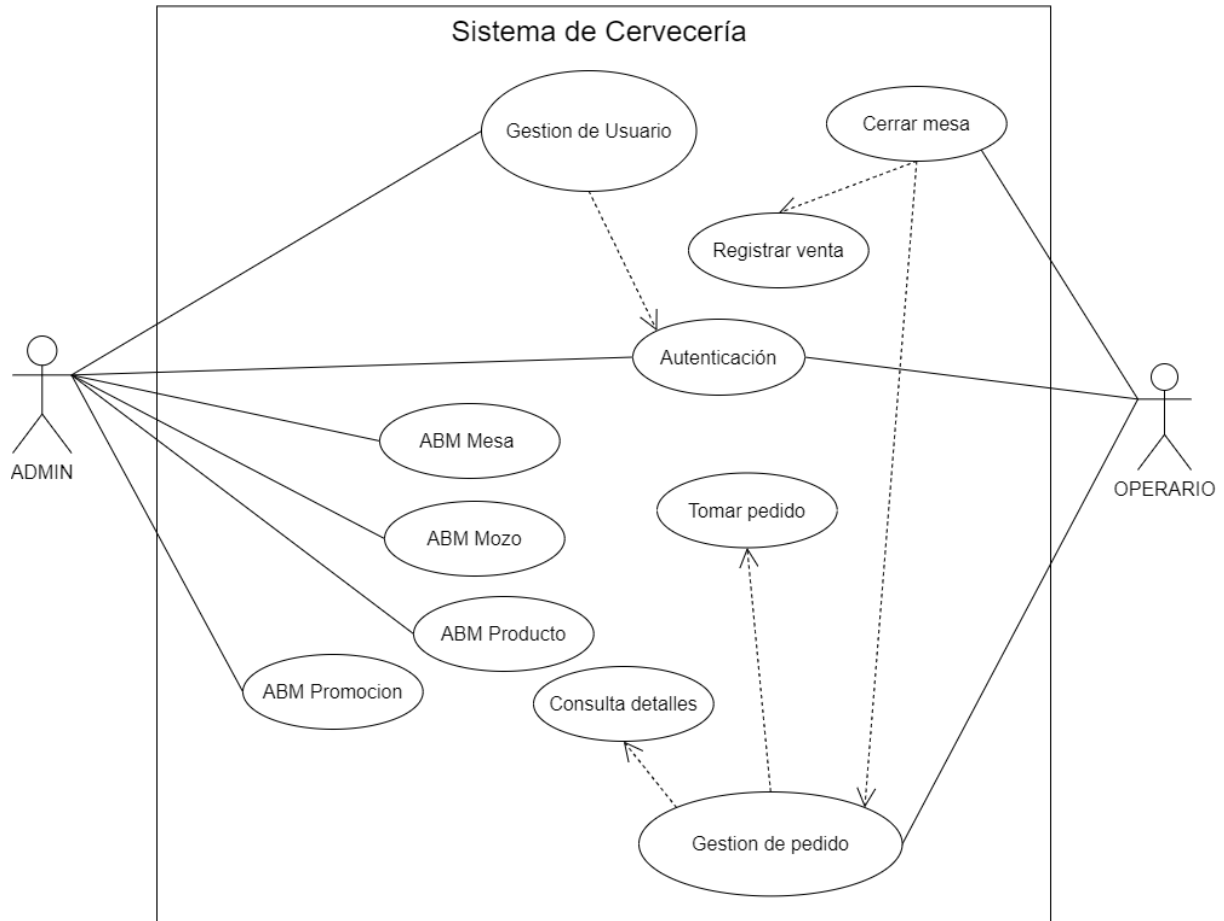 Sistema de Cervecería
Gestion de Usuario
Cerrar mesa
Registrar venta
Autenticación
ADMIN
ABM Mesa
OPERARIO
Tomar pedido
ABM Mozo
ABM Producto
ABM Promocion
Consulta detalles
Gestion de pedido